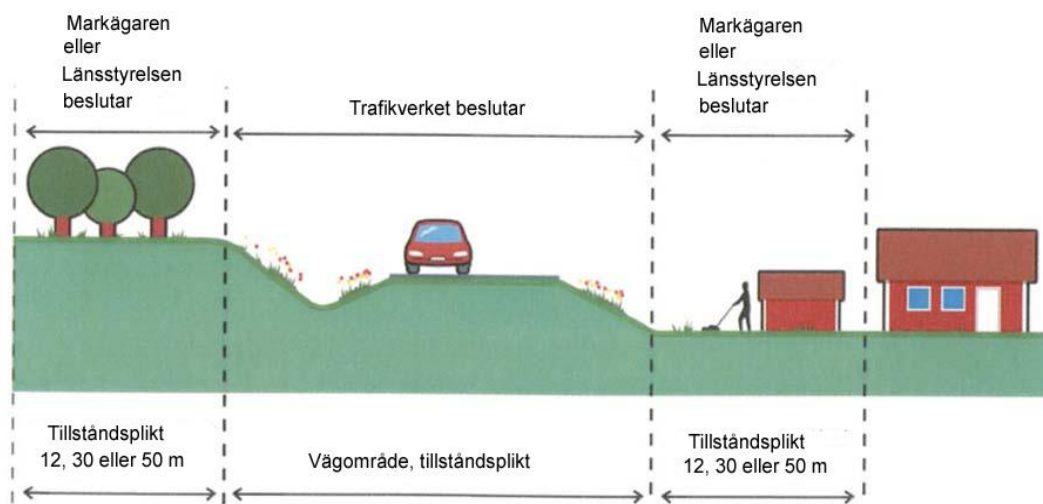 Markägaren
eller
Länsstyrelsen
beslutar
Trafikverket beslutar
Markägaren
eller
Länsstyrelsen
beslutar
Tillståndsplikt
12, 30 eller 50 m
Vägområde, tillståndsplikt
Tillståndsplikt
12, 30 eller 50 m